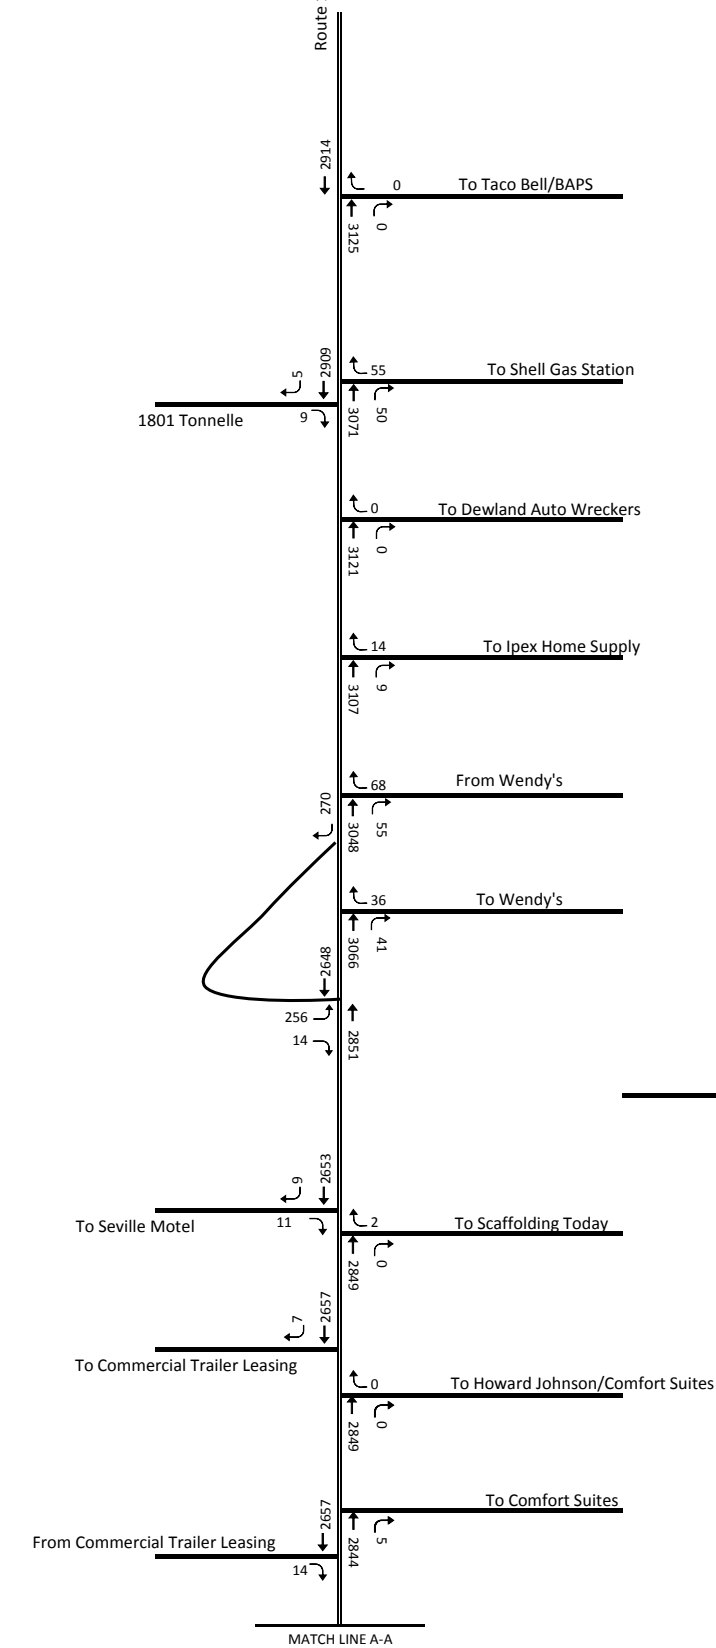 Route
2914
0
To Taco Bell/BAPS
3125
0
5
2909
55
To Shell Gas Station
1801 Tonnelle
9
3071
50
0
To Dewland Auto Wreckers
3121
0
14
To Ipex Home Supply
3107
9
68
From Wendy's
270
3048
55
36
To Wendy's
3066
41
2648
256
14
2851
9
2653
To Seville Motel
11
2
To Scaffolding Today
2849
0
7
2657
To Commercial Trailer Leasing
0
To Howard Johnson/Comfort Suites
2849
0
2657
To Comfort Suites
2844
5
From Commercial Trailer Leasing
14
MATCH LINE A-A